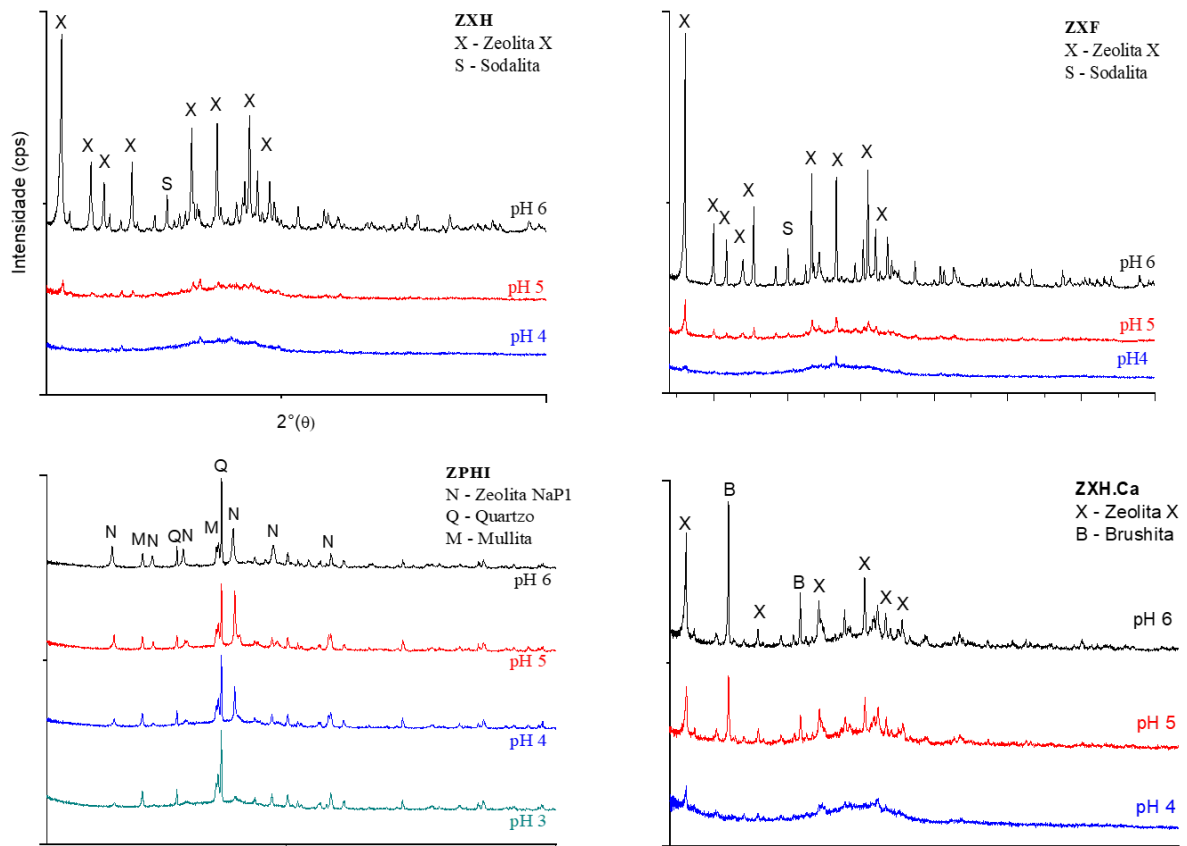 ZXH
X - Zeolita X
S - Sodalita
X
X
X
X
S
X
X
X
X
pH 6
pH 5
pH 4
Intensidade (cps)
2°(θ)
ZXF
X - Zeolita X
S - Sodalita
X
X
X
X
X
S
X
X
X
X
pH 6
pH 5
pH4
ZPHI
N - Zeolita NaP1
Q - Quartzo
M - Mullita
N
M
N
Q
N
M
Q
N
N
N
pH 6
pH 5
pH 4
pH 3
ZXH.Ca
X - Zeolita X
B - Brushita
X
B
X
B
X
X
X
X
pH 6
pH 5
pH 4